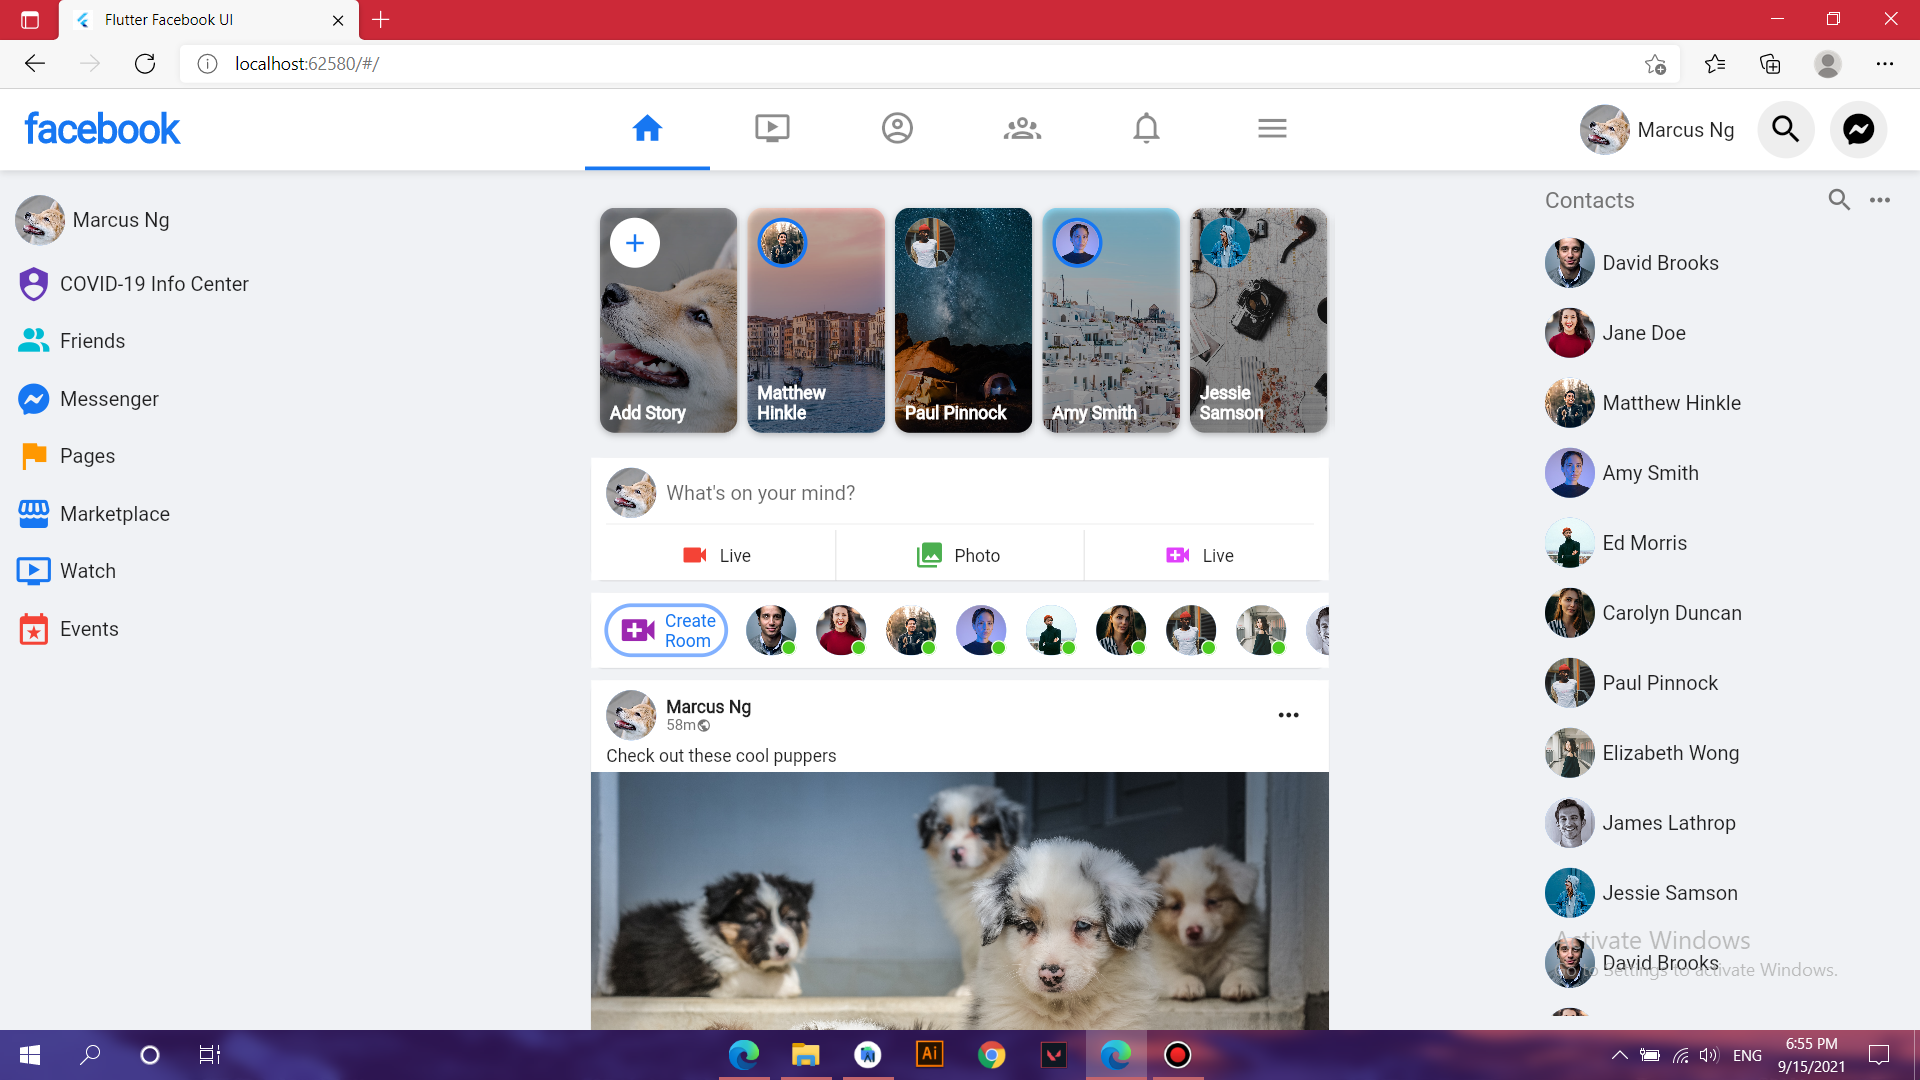 Flutter Facebook UI
localhost:62580/#/
facebook
Marcus Ng
Marcus Ng
COVID-19 Info Center
Friends
Messenger
Pages
Marketplace
Watch
Events
Add Story
Matthew
Hinkle
Paul Pinnock
Amy Smith
Jessie
Samson
What's on your mind?
Live
Photo
Live
Create
Room
Marcus Ng
58m
Check out these cool puppers
Contacts
David Brooks
Jane Doe
Matthew Hinkle
Amy Smith
Ed Morris
Carolyn Duncan
Paul Pinnock
Elizabeth Wong
James Lathrop
Jessie Samson
Activate Windows
David Brooks
Go to Settings to activate Windows.
Ai
ENG
6:55 PM
9/15/2021